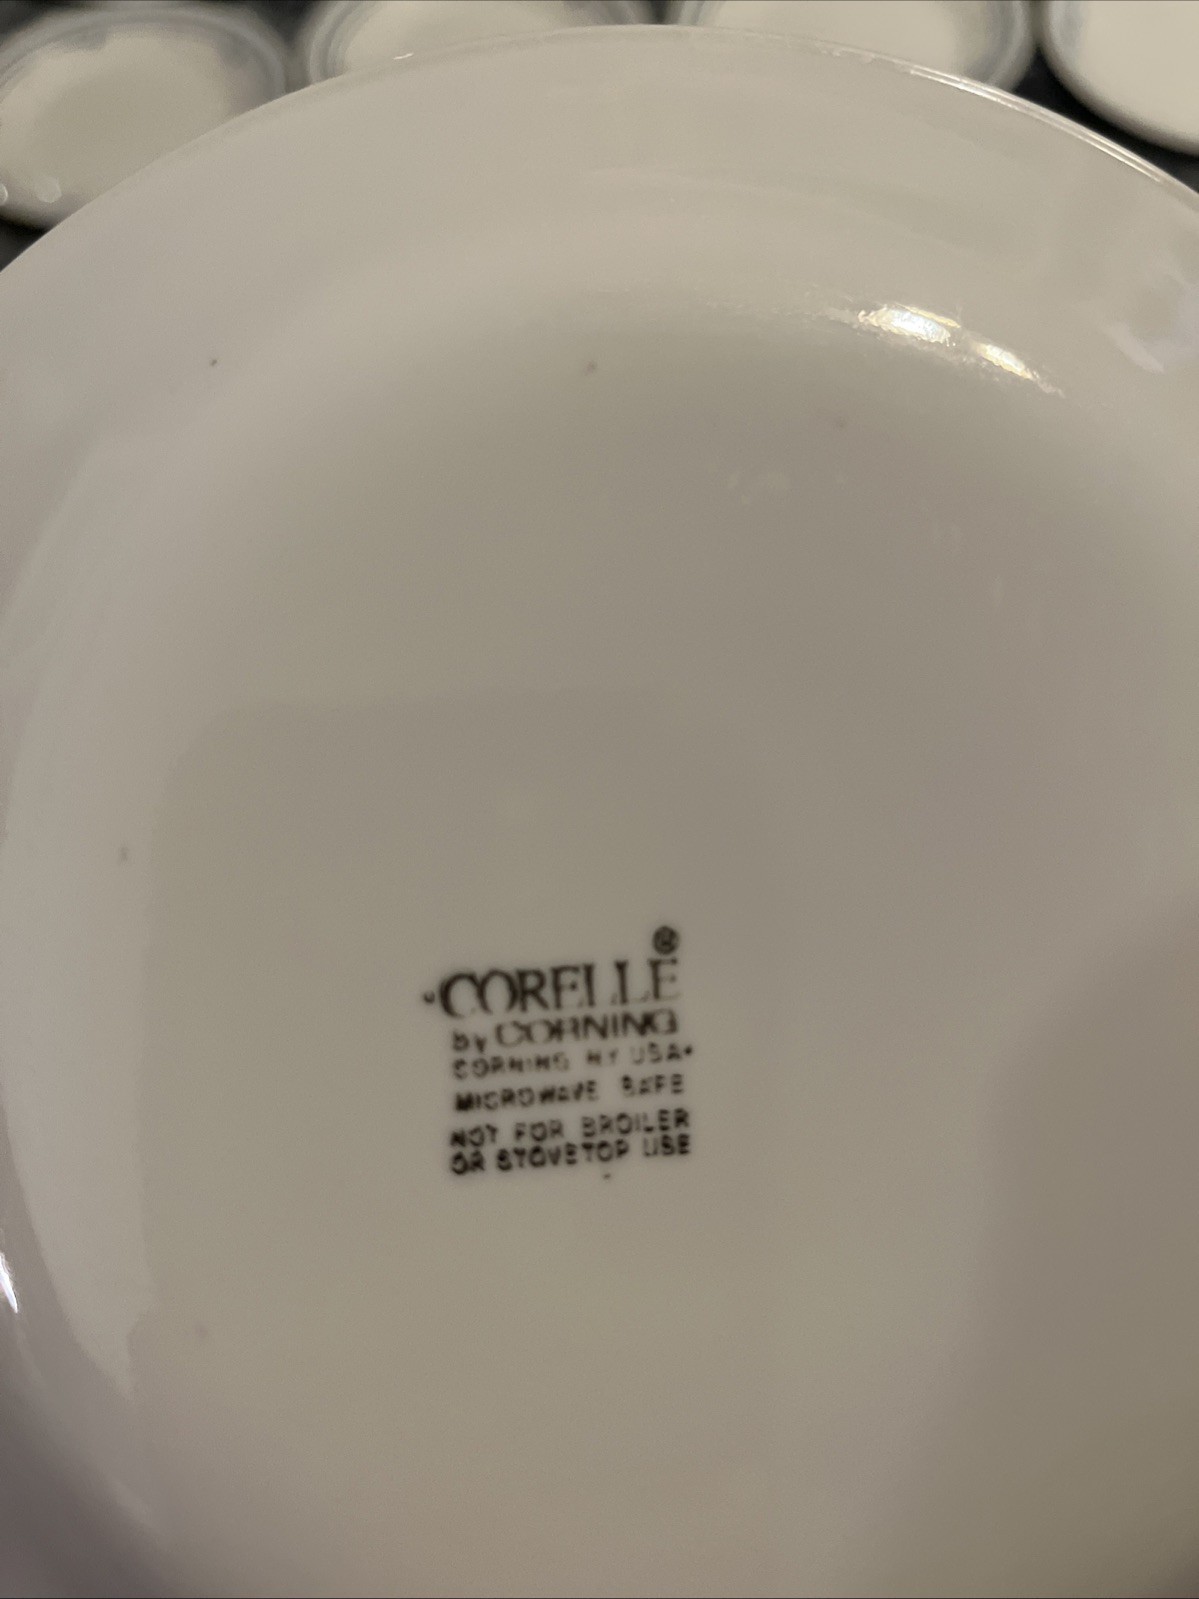 ®
CORELLE
by CORNING
CORNING NY USA
MICROWAVE SAFE
NOT FOR BROILER
OR STOVETOP USE